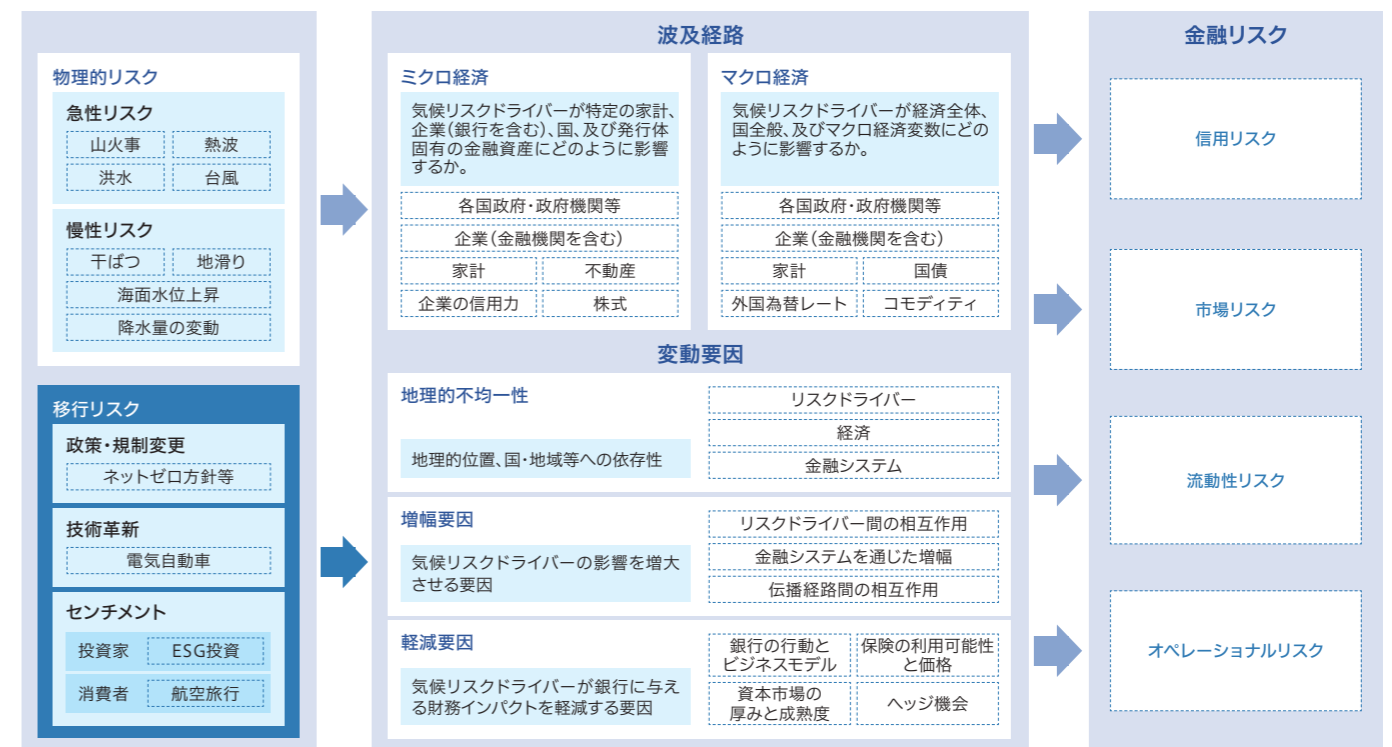 物理的リスク
急性リスク
山火事
熱波
洪水
台風
慢性リスク
干ばつ
地滑り
海面水位上昇
降水量の変動
移行リスク
政策・規制変更
ネットゼロ方針等
技術革新
電気自動車
センチメント
投資家
ESG投資
消費者
航空旅行
波及経路
ミクロ経済
気候リスクドライバーが特定の家計、
企業(銀行を含む)、国、及び発行体
固有の金融資産にどのように影響
するか。
各国政府・政府機関等
企業(金融機関を含む)
家計
不動産
企業の信用力
株式
マクロ経済
気候リスクドライバーが経済全体、
国全般、及びマクロ経済変数にどの
ように影響するか。
各国政府・政府機関等
企業(金融機関を含む)
家計
国債
外国為替レート
コモディティ
変動要因
地理的不均一性
地理的位置、国・地域等への依存性
リスクドライバー
経済
金融システム
増幅要因
気候リスクドライバーの影響を増大
させる要因
リスクドライバー間の相互作用
金融システムを通じた増幅
伝播経路間の相互作用
軽減要因
気候リスクドライバーが銀行に与え
る財務インパクトを軽減する要因
銀行の行動と
ビジネスモデル
保険の利用可能性
と価格
資本市場の
厚みと成熟度
ヘッジ機会
金融リスク
信用リスク
市場リスク
流動性リスク
オペレーショナルリスク